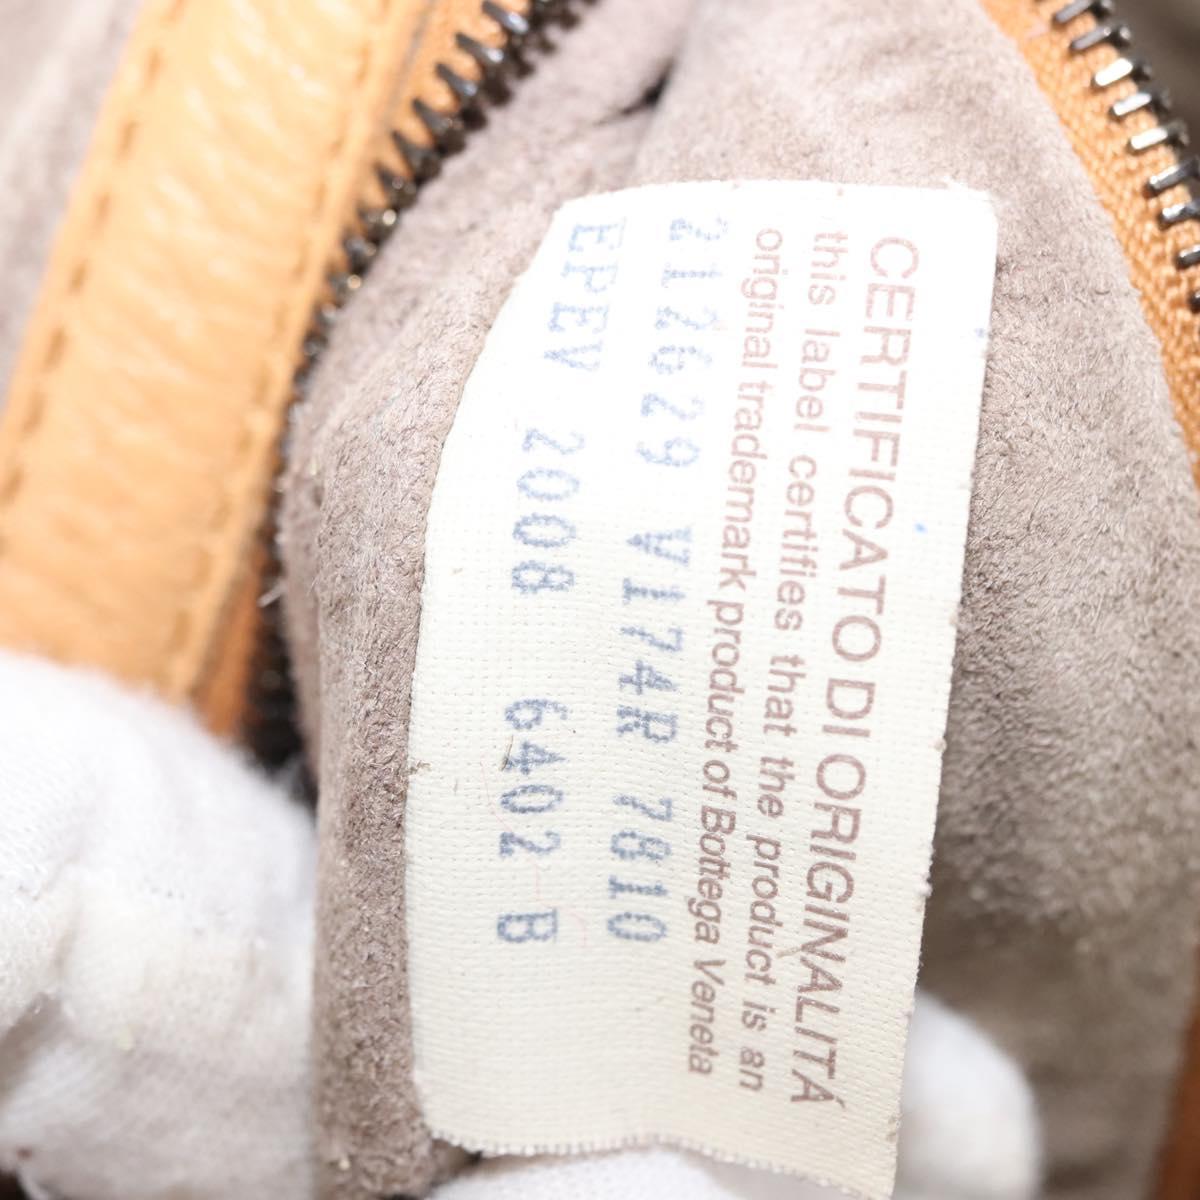 CERTIFICATO DI ORIGINALITÁ
this label certifies that the product is an
original trademark product of Bottega Veneta
212629 V174R 7810
EPEV 2008 6402 B